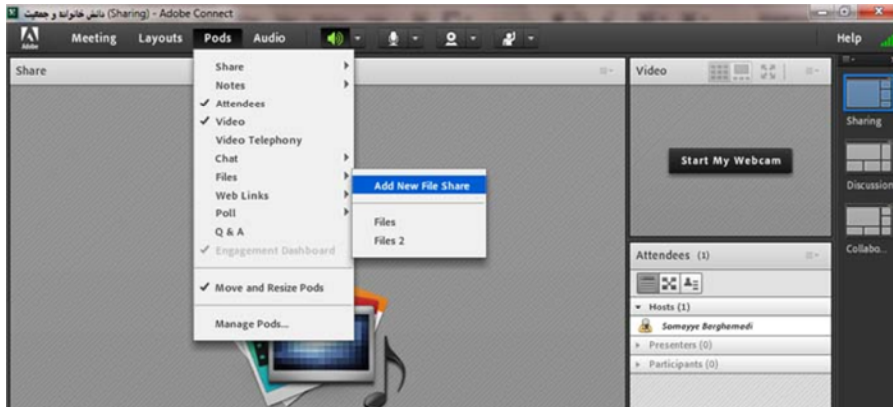 دانش خانواده و جمعیت (Sharing) - Adobe Connect
Adobe Meeting Layouts Pods Audio Help
Share
Share
Notes
Attendees
Video
Video Telephony
Chat
Files
Web Links
Poll
Q & A
Engagement Dashboard
Move and Resize Pods
Manage Pods...
Add New File Share
Files
Files 2
Video
Start My Webcam
Attendees (1)
Hosts (1)
Somayye Berghamedi
Presenters (0)
Participants (0)
Sharing
Discussion
Collabo...